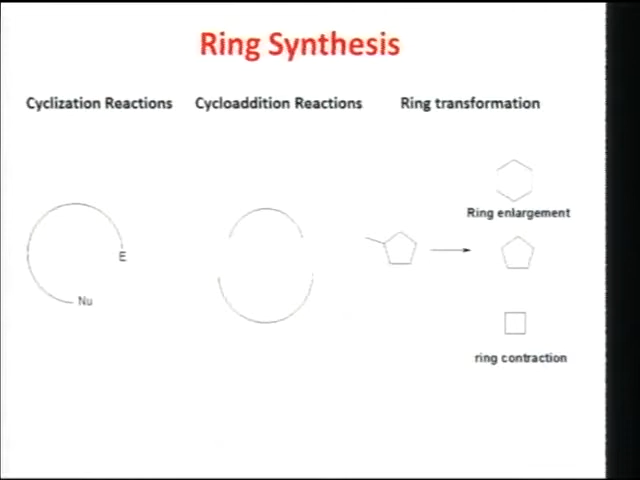 Ring Synthesis
Cyclization Reactions
Cycloaddition Reactions
Ring transformation
Ring enlargement
E
Nu
ring contraction